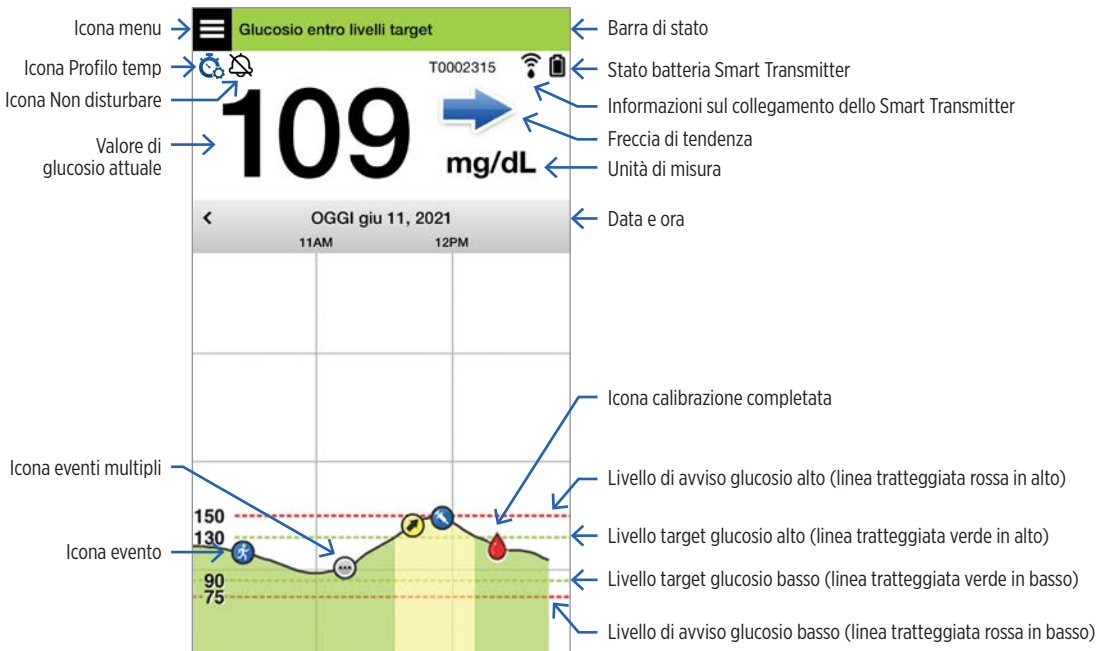 Icona menu
Glucosio entro livelli target
Barra di stato
Icona Profilo temp
T0002315
Stato batteria Smart Transmitter
Icona Non disturbare
Informazioni sul collegamento dello Smart Transmitter
109
Freccia di tendenza
Valore di
glucosio attuale
mg/dL
Unità di misura
OGGI giu 11, 2021
Data e ora
11AM
12PM
Icona calibrazione completata
Icona eventi multipli
Livello di avviso glucosio alto (linea tratteggiata rossa in alto)
150
130
Livello target glucosio alto (linea tratteggiata verde in alto)
Icona evento
90
Livello target glucosio basso (linea tratteggiata verde in basso)
75
Livello di avviso glucosio basso (linea tratteggiata rossa in basso)